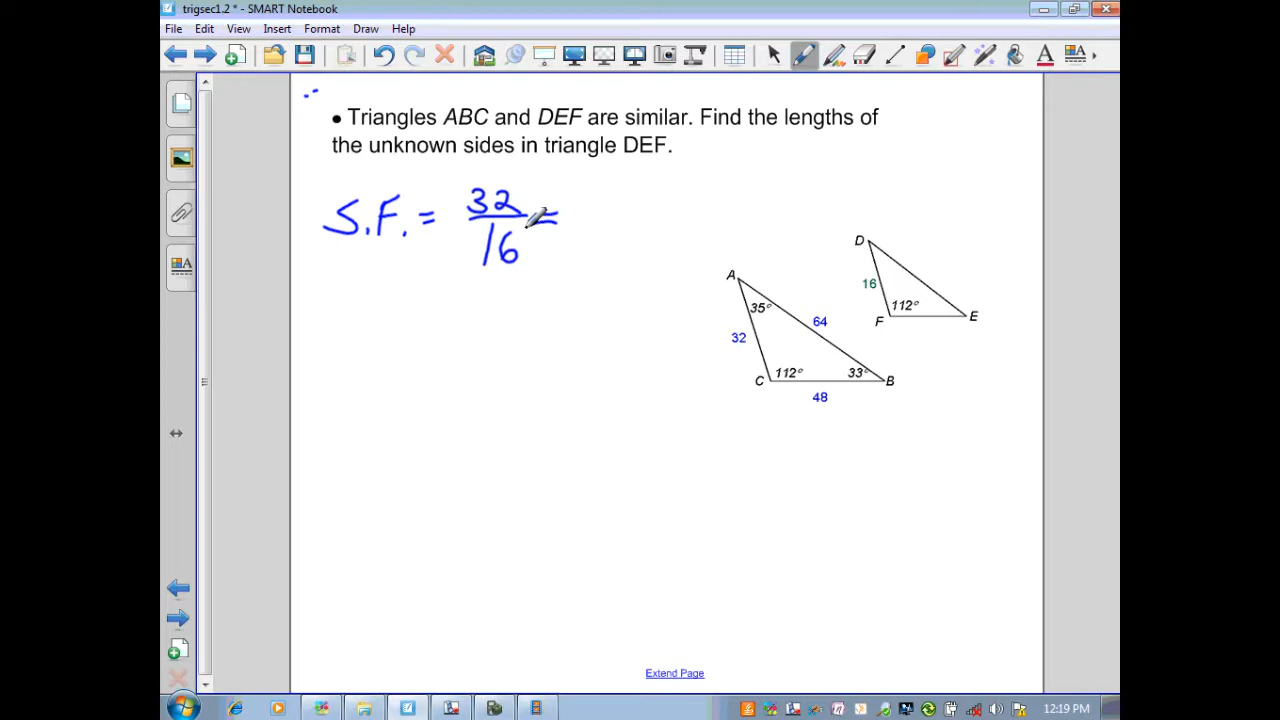 trigsec1.2 * - SMART Notebook
File Edit View Insert Format Draw Help
• Triangles ABC and DEF are similar. Find the lengths of
the unknown sides in triangle DEF.
S.F. = 32/16 =
D
16
112°
F
E
A
35°
64
32
C
112°
33°
B
48
Extend Page
12:19 PM